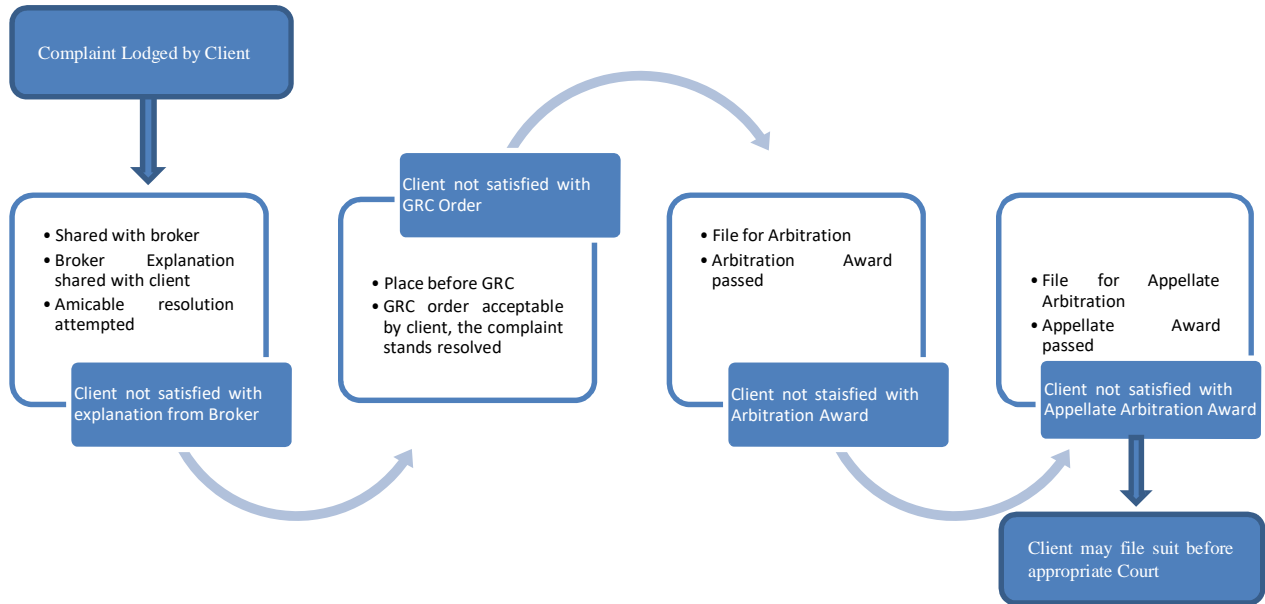 Complaint Lodged by Client
• Shared with broker
• Broker Explanation
shared with client
• Amicable resolution
attempted
Client not satisfied with
explanation from Broker
Client not satisfied with
GRC Order
• Place before GRC
• GRC order acceptable
by client, the complaint
stands resolved
• File for Arbitration
• Arbitration Award
passed
Client not staisfied with
Arbitration Award
• File for Appellate
Arbitration
• Appellate Award
passed
Client not satisfied with
Appellate Arbitration Award
Client may file suit before
appropriate Court